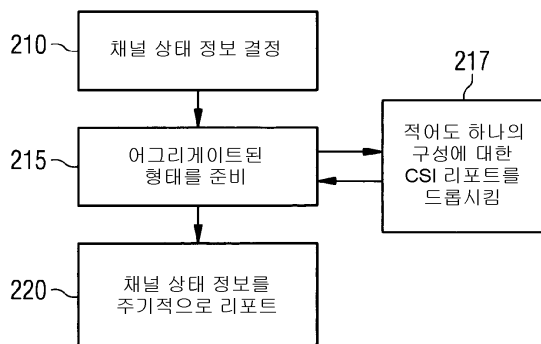 210
채널 상태 정보 결정
217
215
어그리게이트된
형태를 준비
적어도 하나의
구성에 대한
CSI 리포트를
드롭시킴
220
채널 상태 정보를
주기적으로 리포트